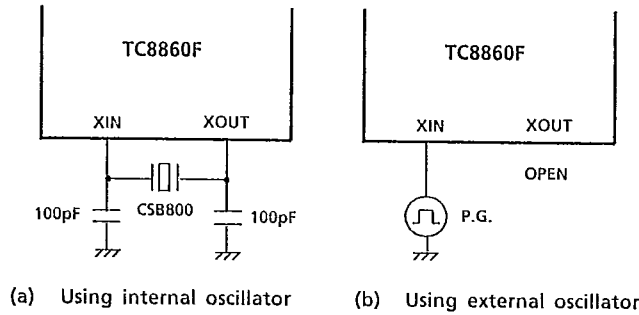 TC8860F
XIN XOUT
100pF CSB800 100pF
(a) Using internal oscillator
TC8860F
XIN XOUT
OPEN
P.G.
(b) Using external oscillator